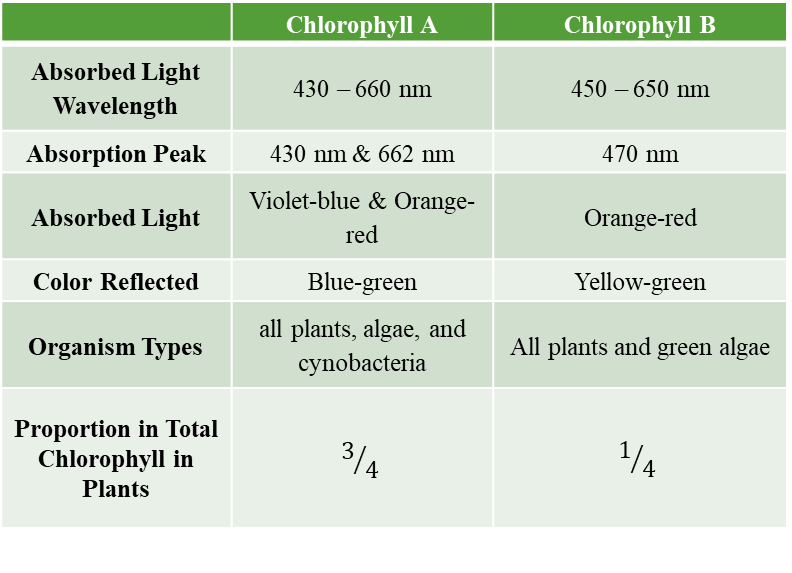 Chlorophyll A Chlorophyll B
Absorbed Light
Wavelength
430 – 660 nm
450 – 650 nm
Absorption Peak
430 nm & 662 nm
470 nm
Absorbed Light
Violet-blue & Orange-
red
Orange-red
Color Reflected
Blue-green
Yellow-green
Organism Types
all plants, algae, and
cynobacteria
All plants and green algae
Proportion in Total
Chlorophyll in
Plants
3/4
1/4